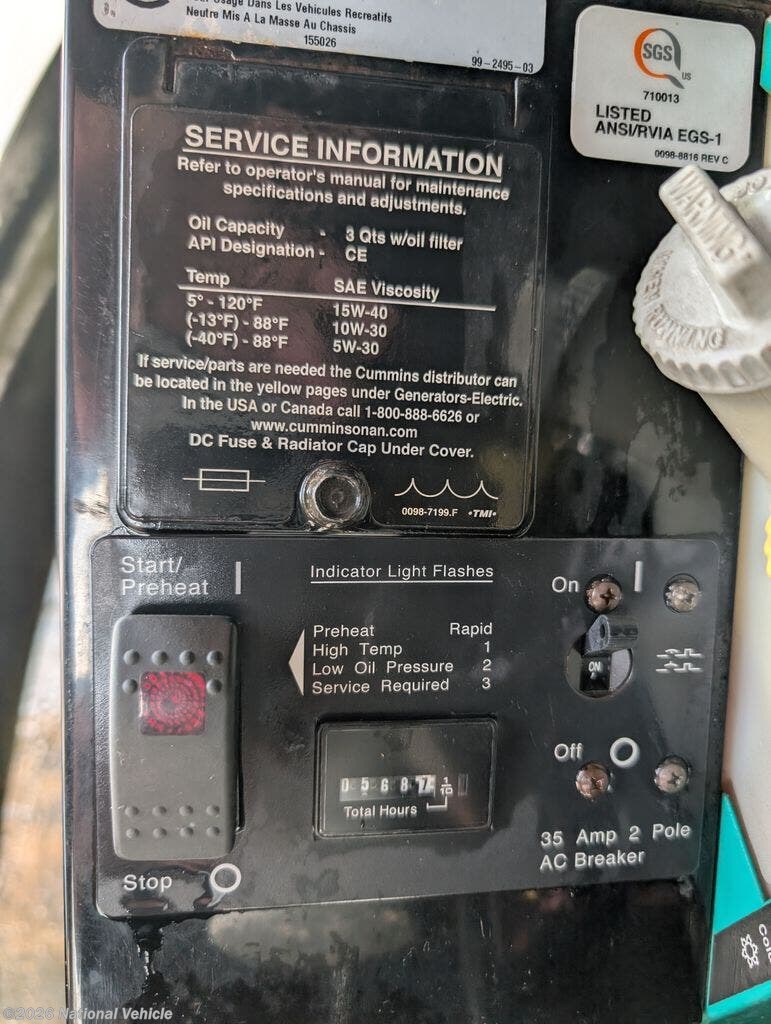 Usage Dans Les Vehicules Recreatifs
Neutre Mis A La Masse Au Chassis
155026
99-2495-03
SGS
US
710013
LISTED
ANSI/RVIA EGS-1
0098-8816 REV C
WARNING
SERVICE INFORMATION
Refer to operator's manual for maintenance
specifications and adjustments.
Oil Capacity - 3 Qts w/oil filter
API Designation - CE
Temp SAE Viscosity
5° - 120°F 15W-40
(-13°F) - 88°F 10W-30
(-40°F) - 88°F 5W-30
If service/parts are needed the Cummins distributor can
be located in the yellow pages under Generators-Electric.
In the USA or Canada call 1-800-888-6626 or
www.cumminsonan.com
DC Fuse & Radiator Cap Under Cover.
0098-7199.F •TMI•
Start/
Preheat
Indicator Light Flashes
Preheat Rapid
High Temp 1
Low Oil Pressure 2
Service Required 3
On
ON
Off
05687 1/10
Total Hours
35 Amp 2 Pole
AC Breaker
Stop
©2026 National Vehicle